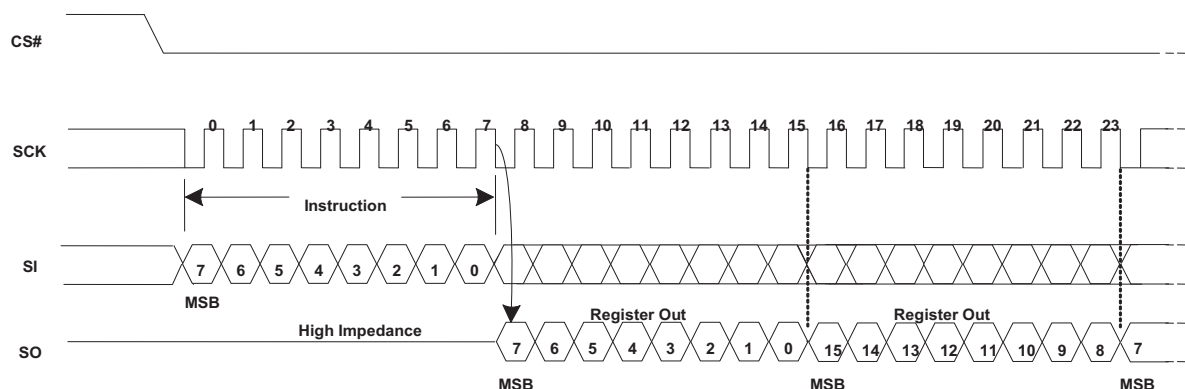 CS#
0 1 2 3 4 5 6 7 8 9 10 11 12 13 14 15 16 17 18 19 20 21 22 23
SCK
Instruction
SI
7 6 5 4 3 2 1 0
MSB
High Impedance
Register Out
Register Out
SO
7 6 5 4 3 2 1 0 15 14 13 12 11 10 9 8 7
MSB
MSB
MSB